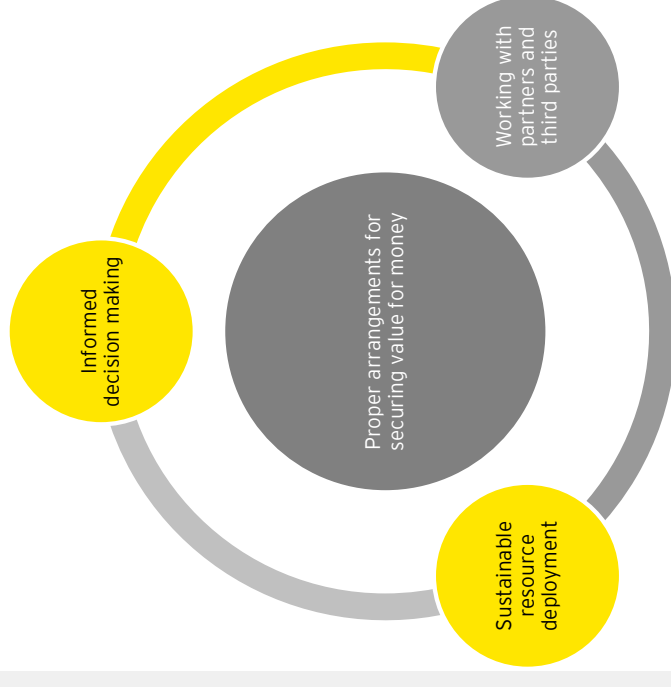 Informed
decision making
Proper arrangements for
securing value for money
Sustainable
resource
deployment
Working with
partners and
third parties